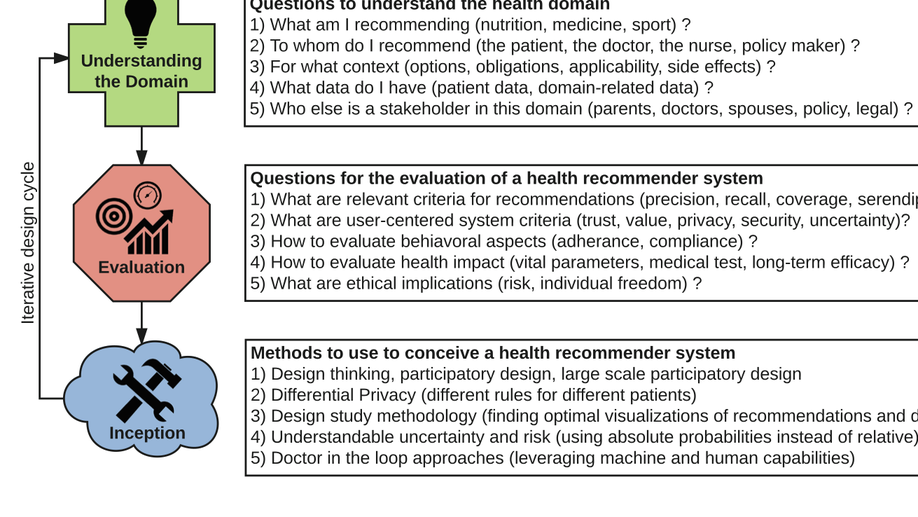 Questions to understand the health domain
1) What am I recommending (nutrition, medicine, sport) ?
2) To whom do I recommend (the patient, the doctor, the nurse, policy maker) ?
3) For what context (options, obligations, applicability, side effects) ?
4) What data do I have (patient data, domain-related data) ?
5) Who else is a stakeholder in this domain (parents, doctors, spouses, policy, legal) ?
Understanding
the Domain
Iterative design cycle
Questions for the evaluation of a health recommender system
1) What are relevant criteria for recommendations (precision, recall, coverage, serendip
2) What are user-centered system criteria (trust, value, privacy, security, uncertainty)?
3) How to evaluate behiavoral aspects (adherance, compliance) ?
4) How to evaluate health impact (vital parameters, medical test, long-term efficacy) ?
5) What are ethical implications (risk, individual freedom) ?
Evaluation
Methods to use to conceive a health recommender system
1) Design thinking, participatory design, large scale participatory design
2) Differential Privacy (different rules for different patients)
3) Design study methodology (finding optimal visualizations of recommendations and d
4) Understandable uncertainty and risk (using absolute probabilities instead of relative)
5) Doctor in the loop approaches (leveraging machine and human capabilities)
Inception